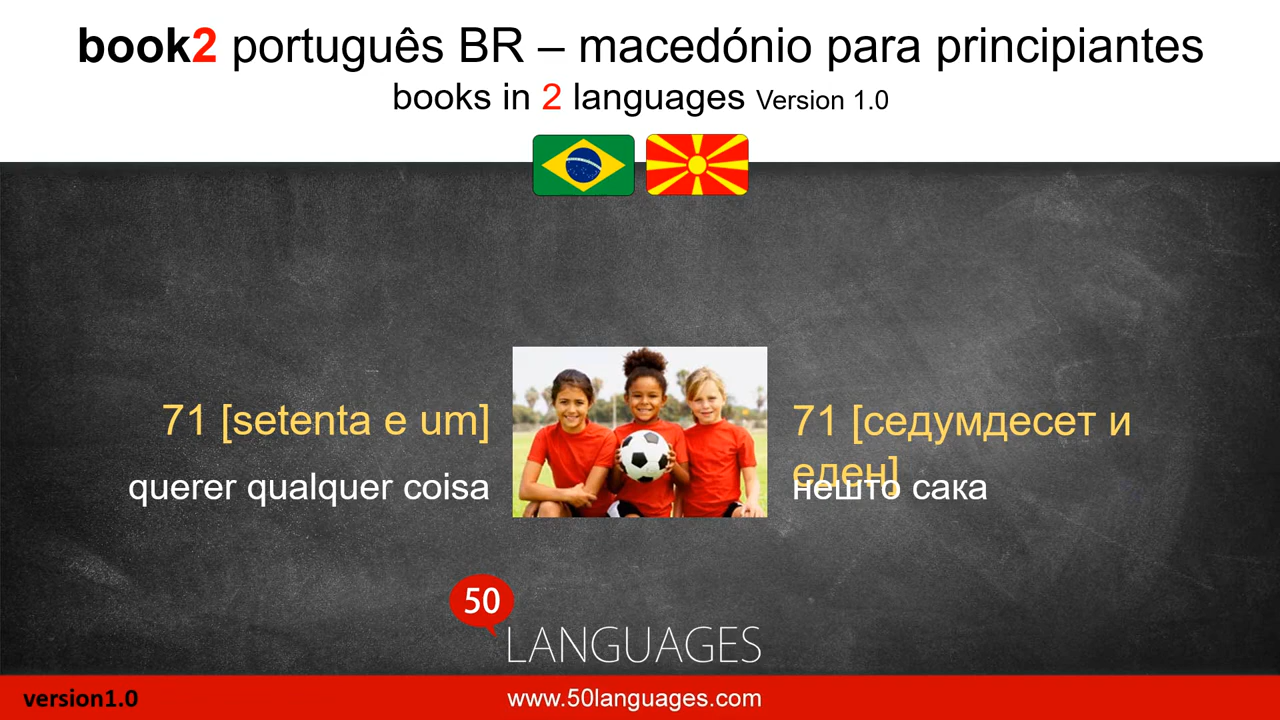 book2 português BR – macedónio para principiantes
books in 2 languages Version 1.0
71 [setenta e um]
querer qualquer coisa
71 [седумдесет и
еден]
нешто сака
50
LANGUAGES
version1.0
www.50languages.com